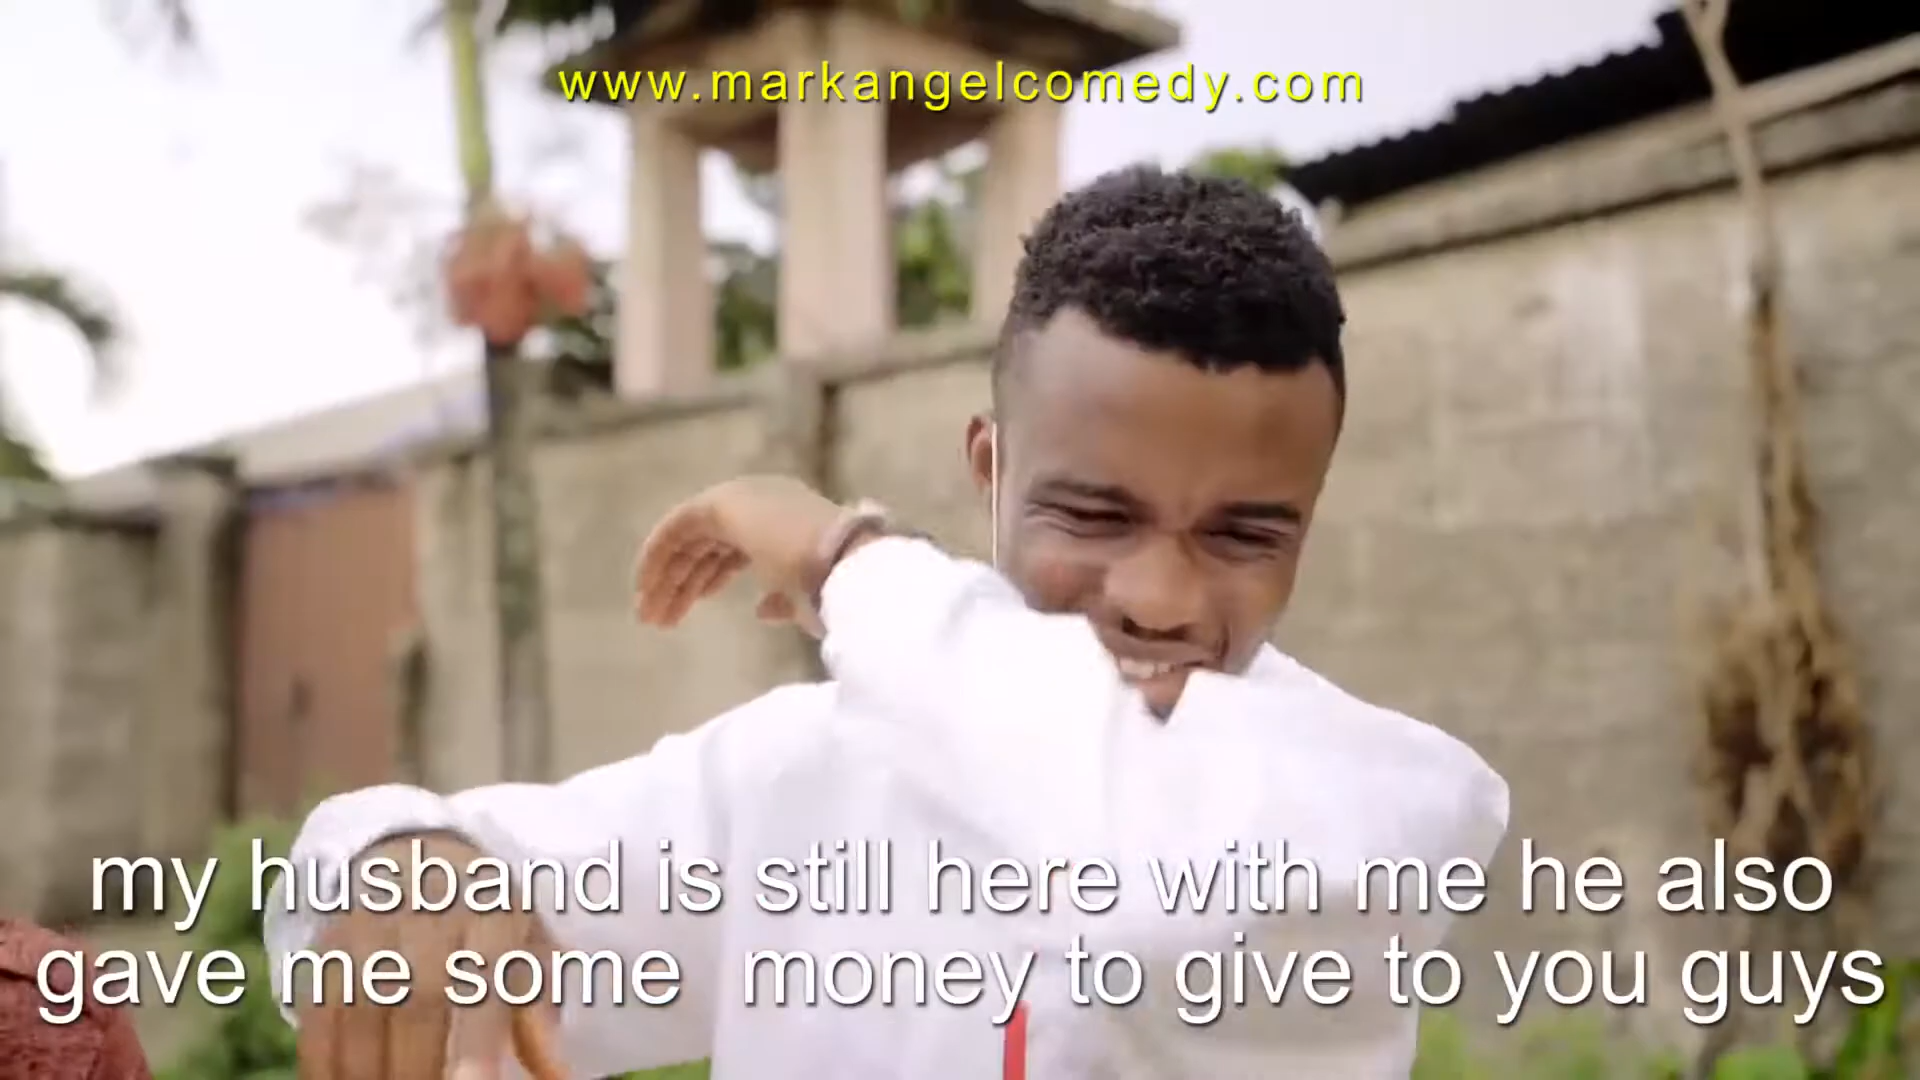 www.markangelcomedy.com
my husband is still here with me he also
gave me some money to give to you guys